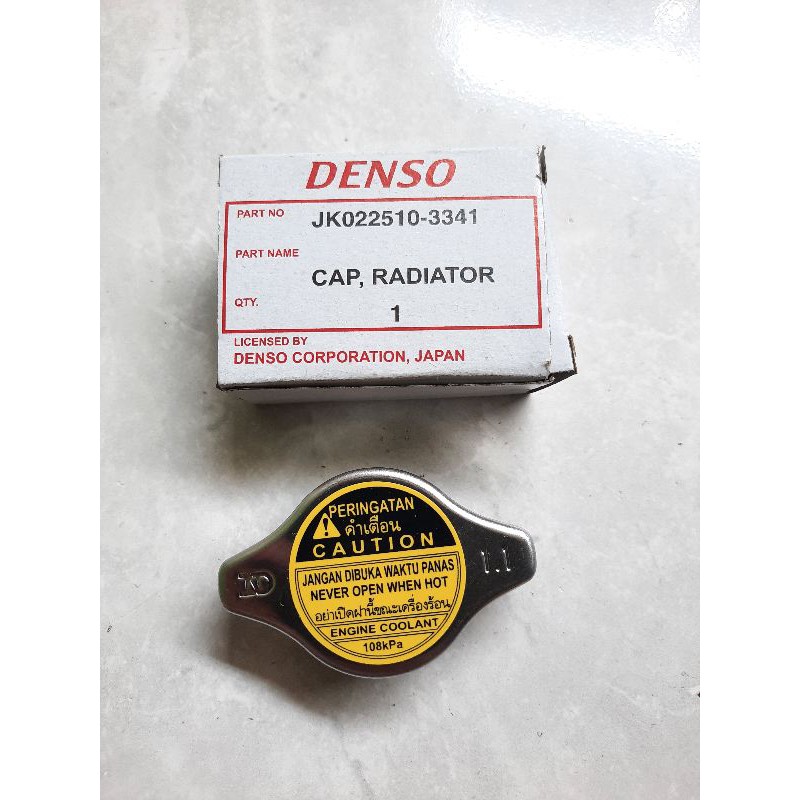 DENSO
PART NO JK022510-3341
PART NAME
CAP, RADIATOR
QTY. 1
LICENSED BY
DENSO CORPORATION, JAPAN
PERINGATAN
คำเตือน
CAUTION
JANGAN DIBUKA WAKTU PANAS
NEVER OPEN WHEN HOT
อย่าเปิดฝานี้ขณะเครื่องร้อน
ENGINE COOLANT
108kPa
1.1